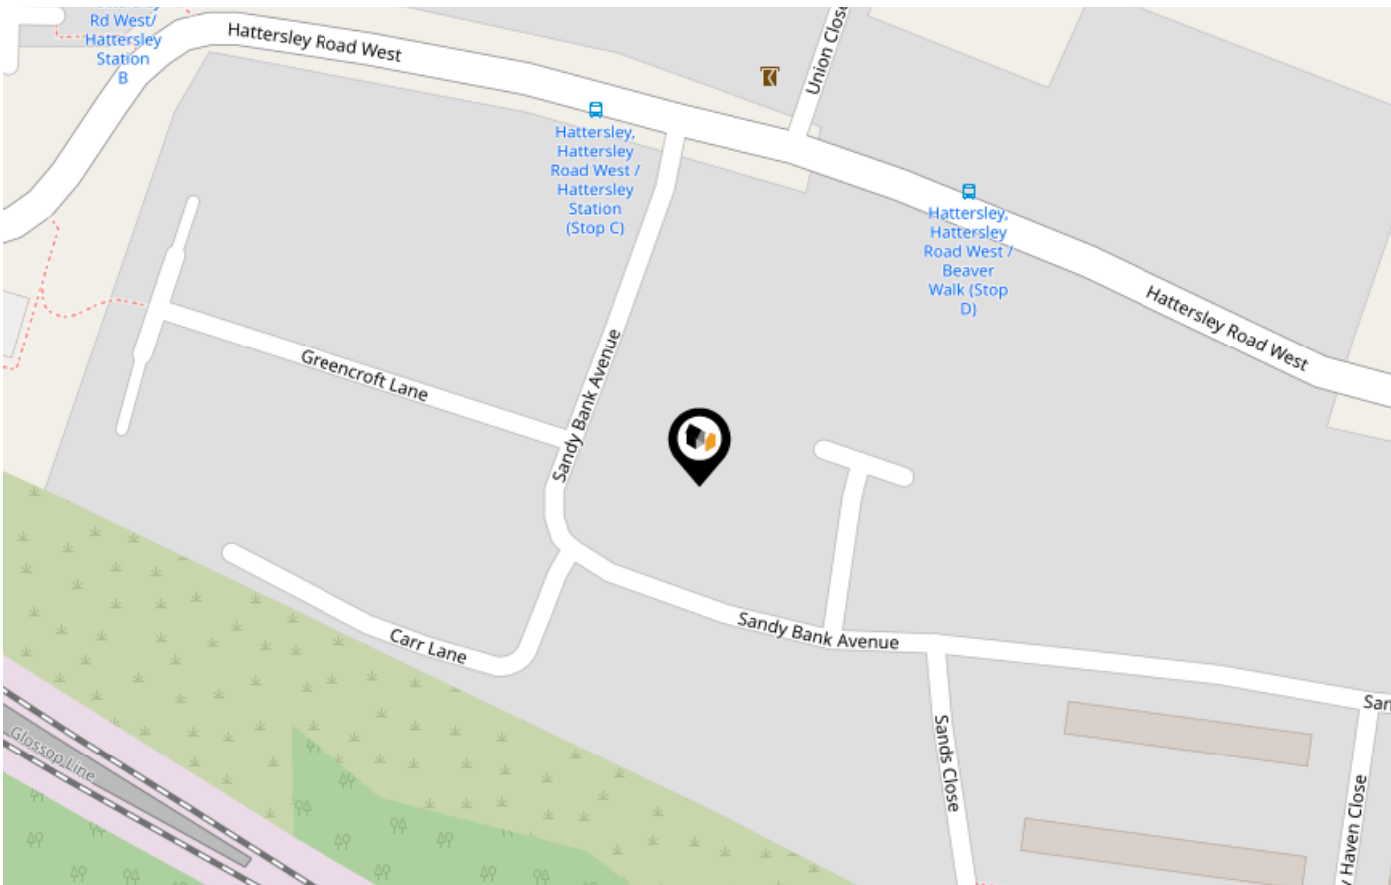 Rd West/
Hattersley
Station
B
Hattersley Road West
Union Close
Hattersley,
Hattersley
Road West /
Hattersley
Station
(Stop C)
Hattersley,
Hattersley
Road West /
Beaver
Walk (Stop
D)
Hattersley Road West
Sandy Bank Avenue
Greencroft Lane
Carr Lane
Sandy Bank Avenue
San
Glossop Line
Sands Close
Haven Close